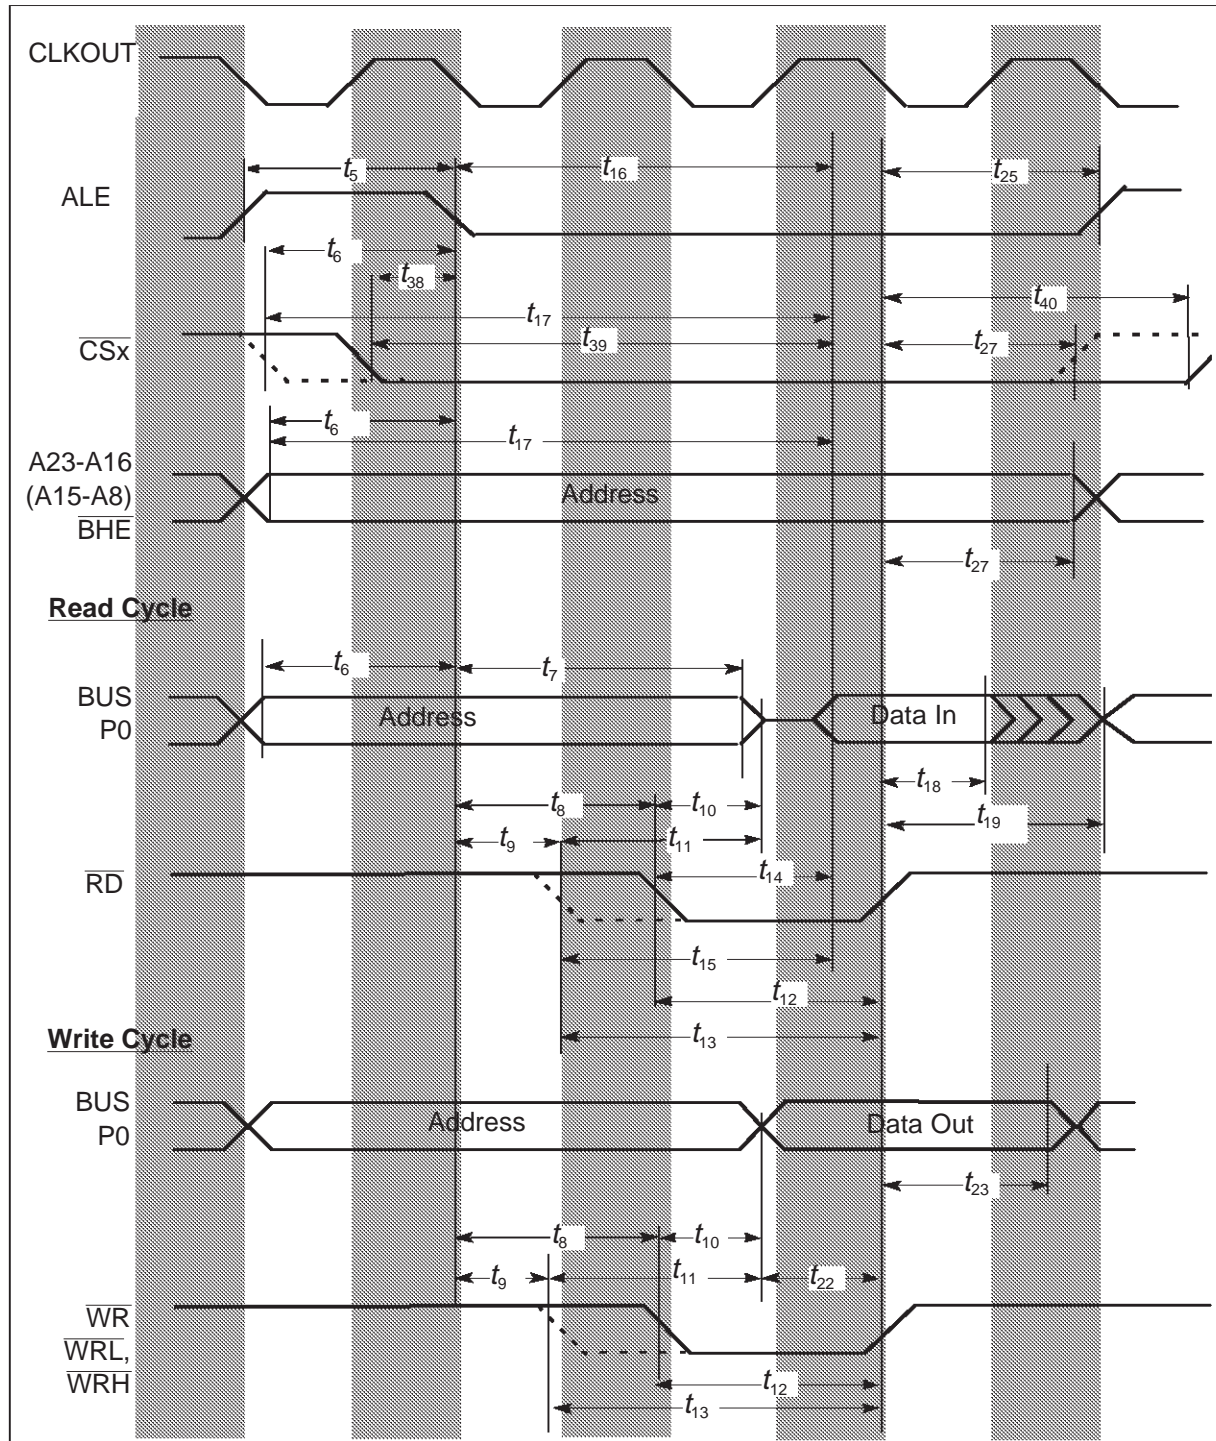 CLKOUT
t5 t16 t25
ALE
t6
t38
t40
t17
CSx t39 t27
t6
t17
A23-A16
(A15-A8) Address
BHE
t27
Read Cycle
t6 t7
BUS
P0 Address Data In
t18
t8 t10
t19
t9 t11
RD t14
t15
t12
Write Cycle
t13
BUS
P0 Address Data Out
t23
t8 t10
t9 t11 t22
WR
WRL,
WRH t12
t13